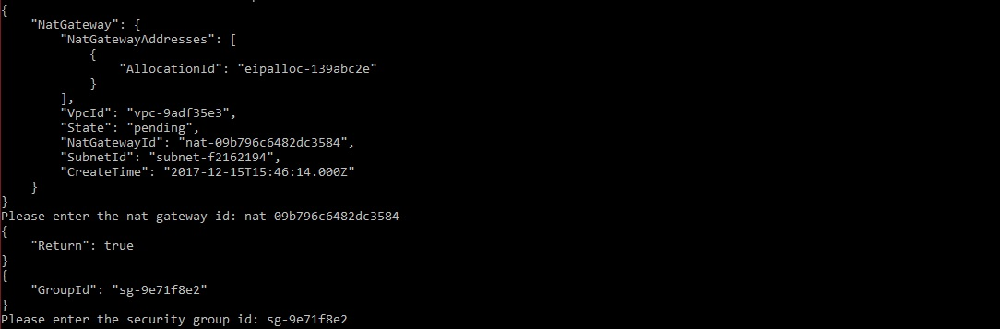 {
    "NatGateway": {
        "NatGatewayAddresses": [
            {
                "AllocationId": "eipalloc-139abc2e"
            }
        ],
        "VpcId": "vpc-9adf35e3",
        "State": "pending",
        "NatGatewayId": "nat-09b796c6482dc3584",
        "SubnetId": "subnet-f2162194",
        "CreateTime": "2017-12-15T15:46:14.000Z"
    }
}
Please enter the nat gateway id: nat-09b796c6482dc3584
{
    "Return": true
}
{
    "GroupId": "sg-9e71f8e2"
}
Please enter the security group id: sg-9e71f8e2